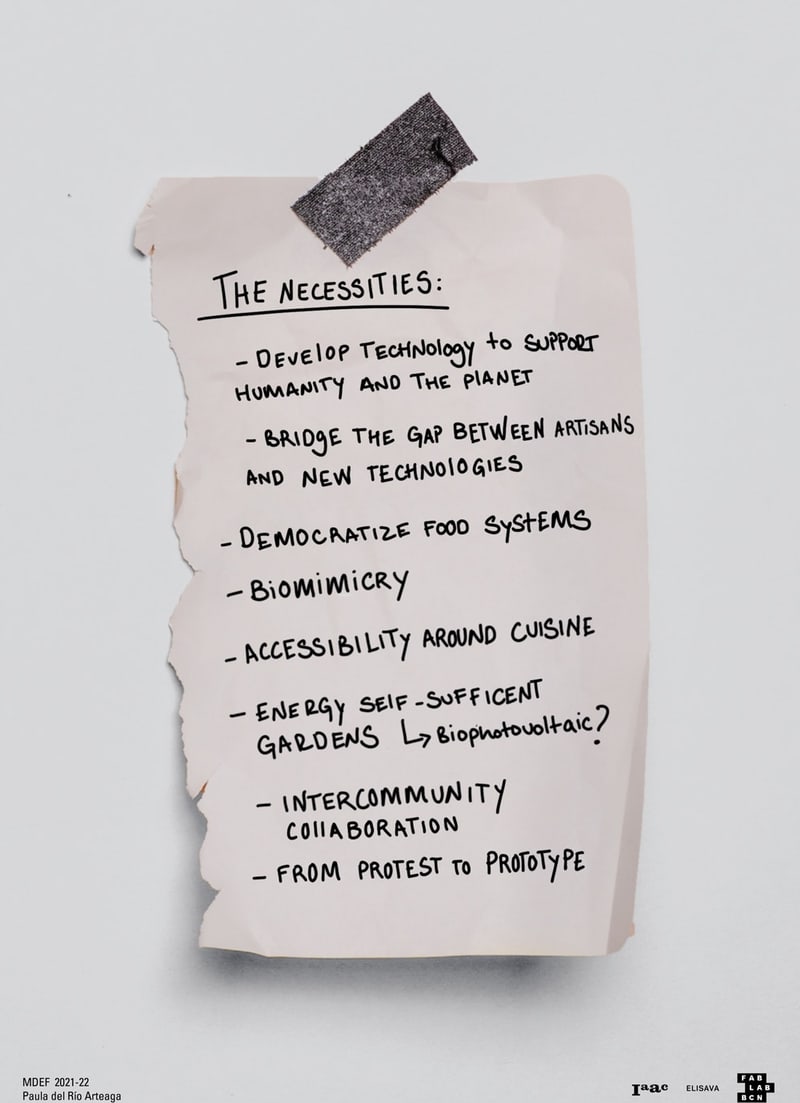 THE NECESSITIES:
- DEVELOP TECHNOLOGY to SUPPORT
HUMANITY AND THE PLANET
- BRIDGE THE GAP BETWEEN ARTISANS
AND NEW TECHNOLOGIES
- DEMOCRATIZE FOOD SYSTEMS
- BIOMIMICRY
- ACCESSIBILITY AROUND CUISINE
- ENERGY SELF-SUFFICENT
GARDENS ↳ Biophotovoltaic?
- INTERCOMMUNITY
COLLABORATION
- FROM PROTEST TO PROTOTYPE
MDEF 2021-22
Paula del Río Arteaga
Iaac ELISAVA FAB
LAB
BCN